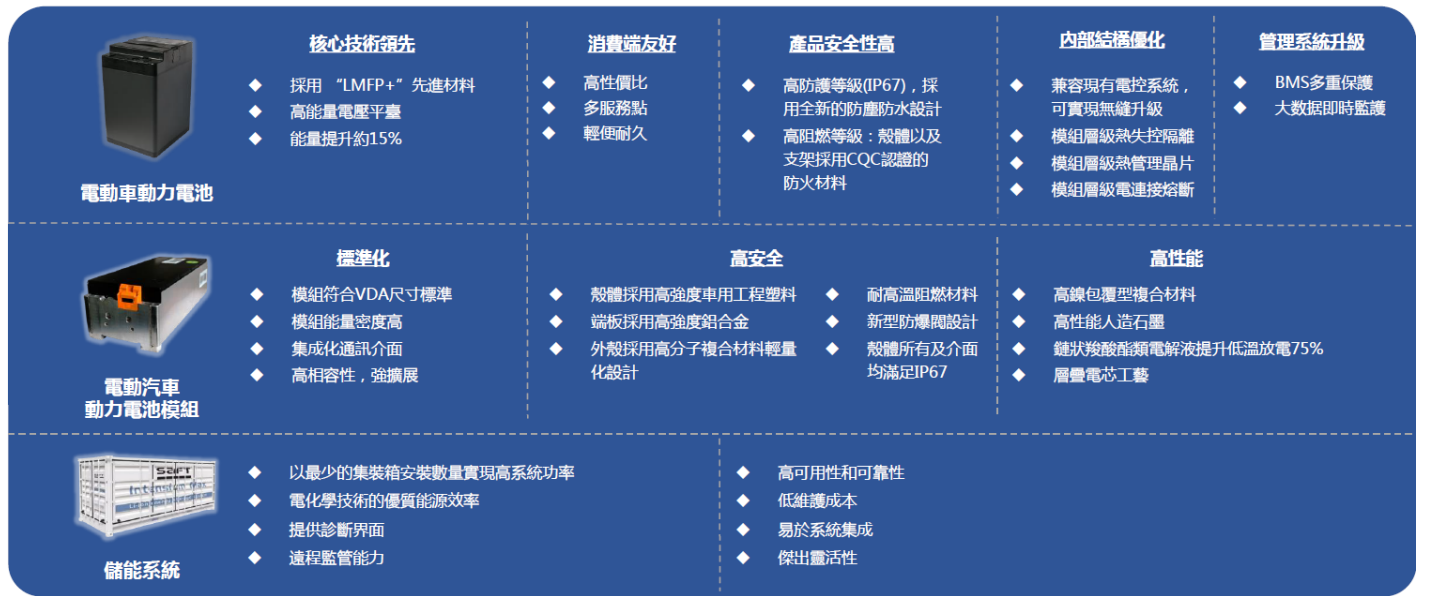 核心技術領先
◆ 採用 “LMFP+” 先進材料
◆ 高能量電壓平臺
◆ 能量提升約15%
消費端友好
◆ 高性價比
◆ 多服務點
◆ 輕便耐久
產品安全性高
◆ 高防護等級(IP67)，採
用全新的防塵防水設計
◆ 高阻燃等級：殼體以及
支架採用CQC認證的
防火材料
內部結構優化
◆ 兼容現有電控系統，
可實現無縫升級
◆ 模組層級熱失控隔離
◆ 模組層級熱管理晶片
◆ 模組層級電連接熔斷
管理系統升級
◆ BMS多重保護
◆ 大数据即時監護
電動車動力電池
標準化
◆ 模組符合VDA尺寸標準
◆ 模組能量密度高
◆ 集成化通訊介面
◆ 高相容性，強擴展
高安全
◆ 殼體採用高強度車用工程塑料
◆ 端板採用高強度鋁合金
◆ 外殼採用高分子複合材料輕量
化設計
◆ 耐高溫阻燃材料
◆ 新型防爆閥設計
◆ 殼體所有及介面
均滿足IP67
高性能
◆ 高鎳包覆型複合材料
◆ 高性能人造石墨
◆ 鏈狀羧酸酯類電解液提升低溫放電75%
◆ 層疊電芯工藝
電動汽車
動力電池模組
SAFT
Intensium Max
◆ 以最少的集裝箱安裝數量實現高系統功率
◆ 電化學技術的優質能源效率
◆ 提供診斷界面
◆ 遠程監管能力
◆ 高可用性和可靠性
◆ 低維護成本
◆ 易於系統集成
◆ 傑出靈活性
儲能系統